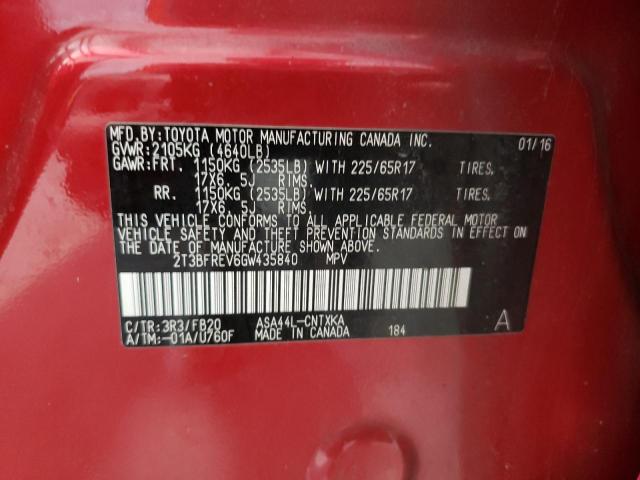 MFD.BY:TOYOTA MOTOR MANUFACTURING CANADA INC. 01/16
GVWR:2105KG (4640LB)
GAWR:FRT. 1150KG (2535LB) WITH 225/65R17 TIRES,
17X6. 5J RIMS,
RR. 1150KG (2535LB) WITH 225/65R17 TIRES,
17X6. 5J RIMS,
THIS VEHICLE CONFORMS TO ALL APPLICABLE FEDERAL MOTOR
VEHICLE SAFETY AND THEFT PREVENTION STANDARDS IN EFFECT ON
THE DATE OF MANUFACTURE SHOWN ABOVE.
2T3BFREV6GW435840 MPV
C/TR:3R3/FB20 ASA44L-CNTXKA
A/TM:-01A/U760F MADE IN CANADA 184 A